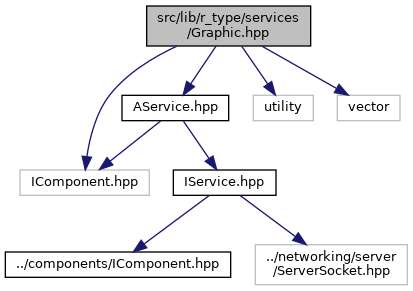 src/lib/r_type/services
/Graphic.hpp
AService.hpp
utility
vector
IComponent.hpp
IService.hpp
../components/IComponent.hpp
../networking/server
/ServerSocket.hpp